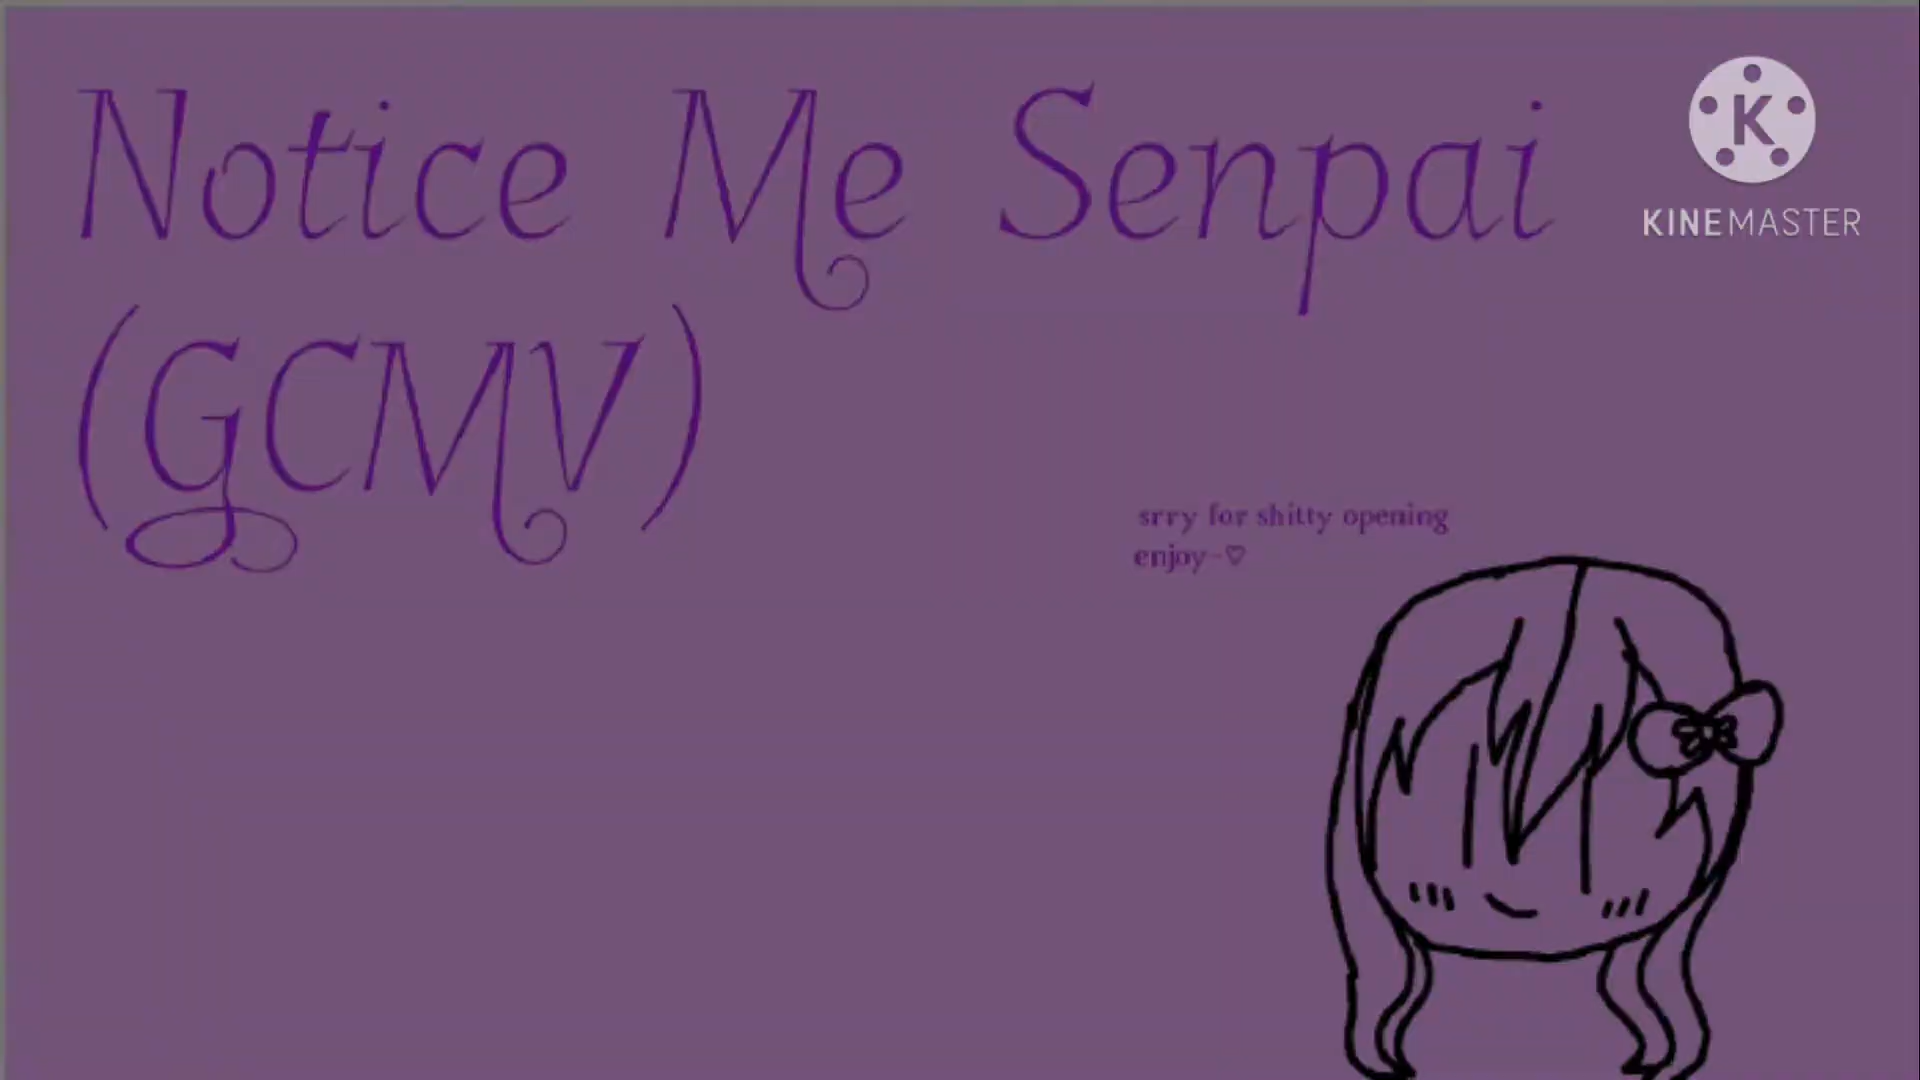 Notice Me Senpai
(GCMV)
K
KINEMASTER
srry for shitty opening
enjoy~♡